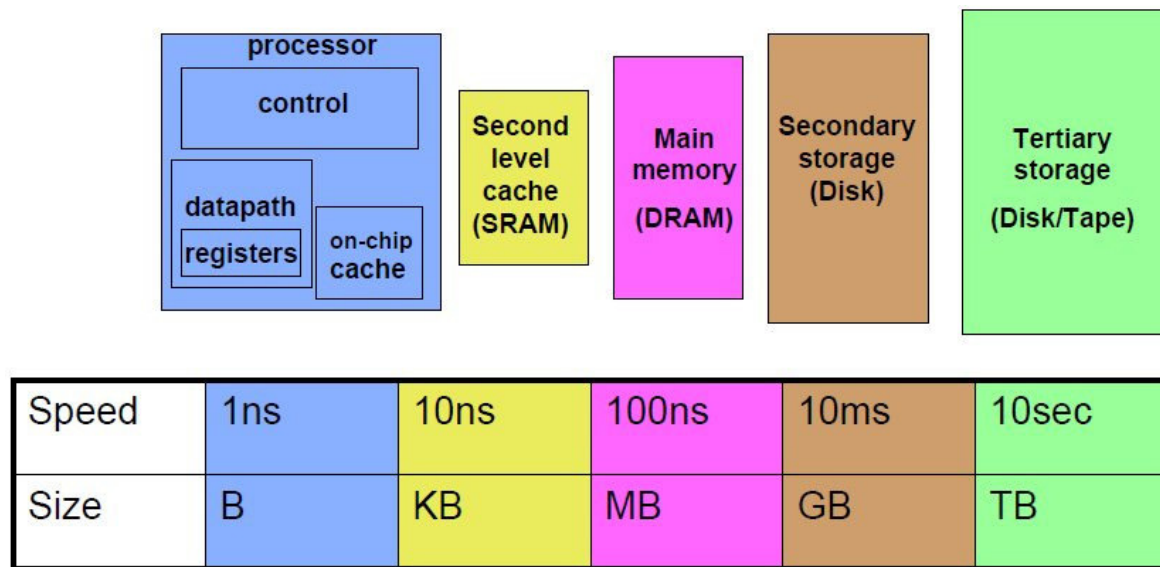 processor
control
datapath
registers
on-chip
cache
Second
level
cache
(SRAM)
Main
memory
(DRAM)
Secondary
storage
(Disk)
Tertiary
storage
(Disk/Tape)
Speed 1ns 10ns 100ns 10ms 10sec
Size B KB MB GB TB